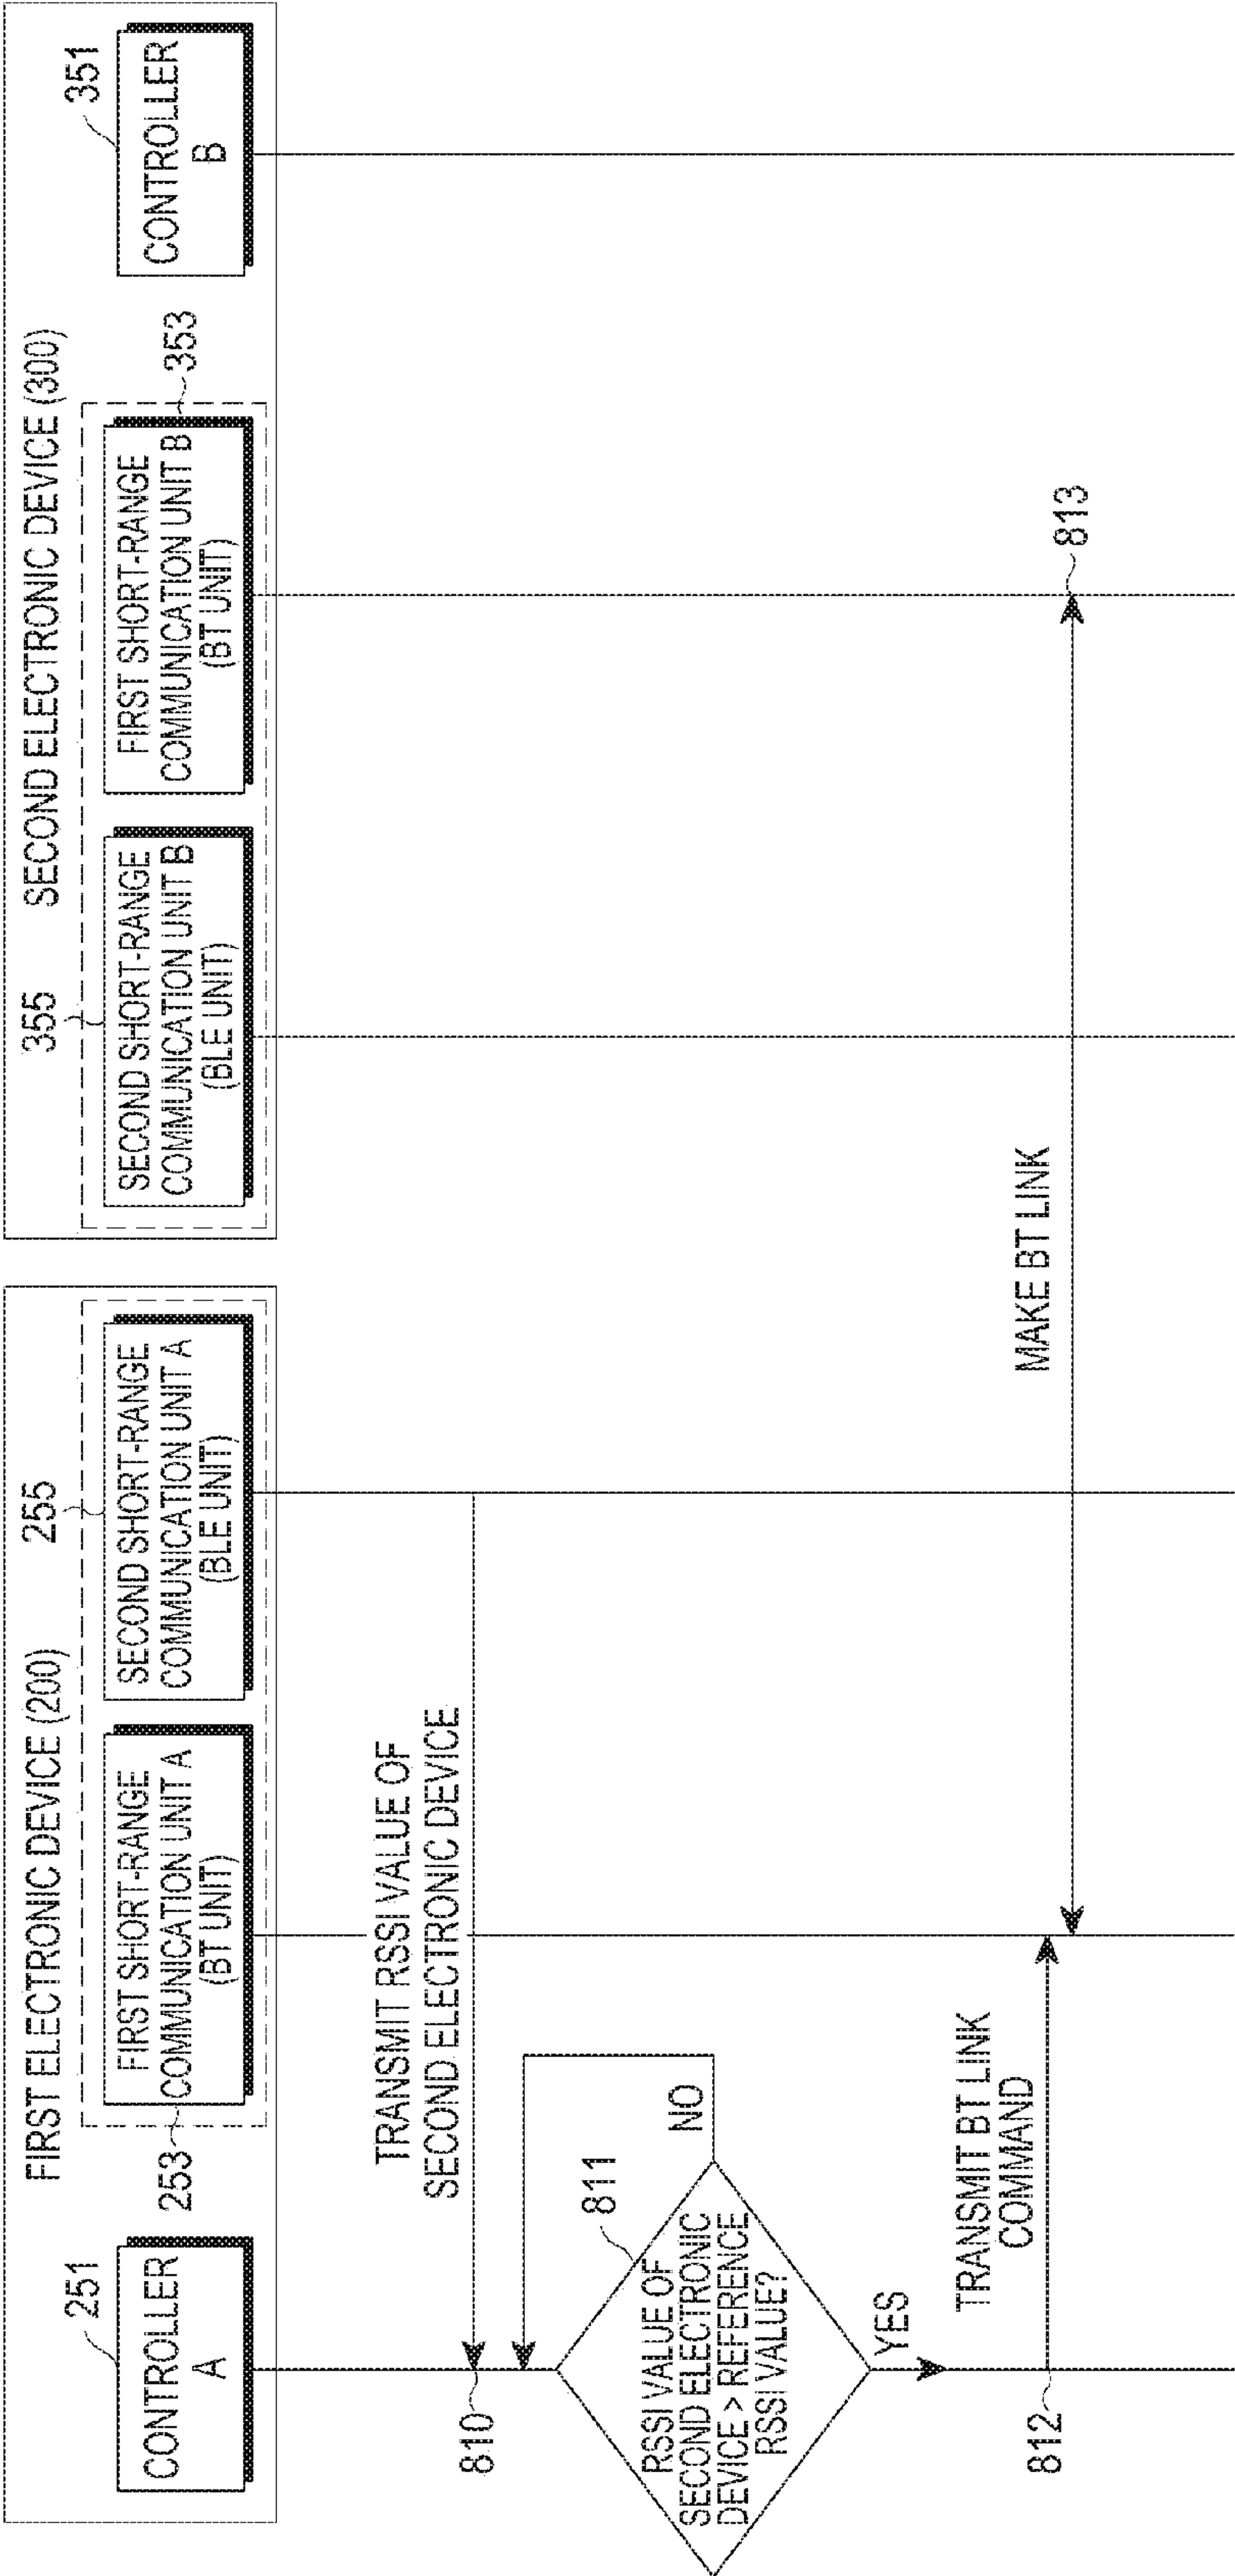 FIRST ELECTRONIC DEVICE (200)
251
CONTROLLER
A
253
FIRST SHORT-RANGE
COMMUNICATION UNIT A
(BT UNIT)
255
SECOND SHORT-RANGE
COMMUNICATION UNIT A
(BLE UNIT)
SECOND ELECTRONIC DEVICE (300)
355
SECOND SHORT-RANGE
COMMUNICATION UNIT B
(BLE UNIT)
353
FIRST SHORT-RANGE
COMMUNICATION UNIT B
(BT UNIT)
351
CONTROLLER
B
TRANSMIT RSSI VALUE OF
SECOND ELECTRONIC DEVICE
810
811
RSSI VALUE OF
SECOND ELECTRONIC
DEVICE > REFERENCE
RSSI VALUE?
NO
YES
TRANSMIT BT LINK
COMMAND
812
MAKE BT LINK
813